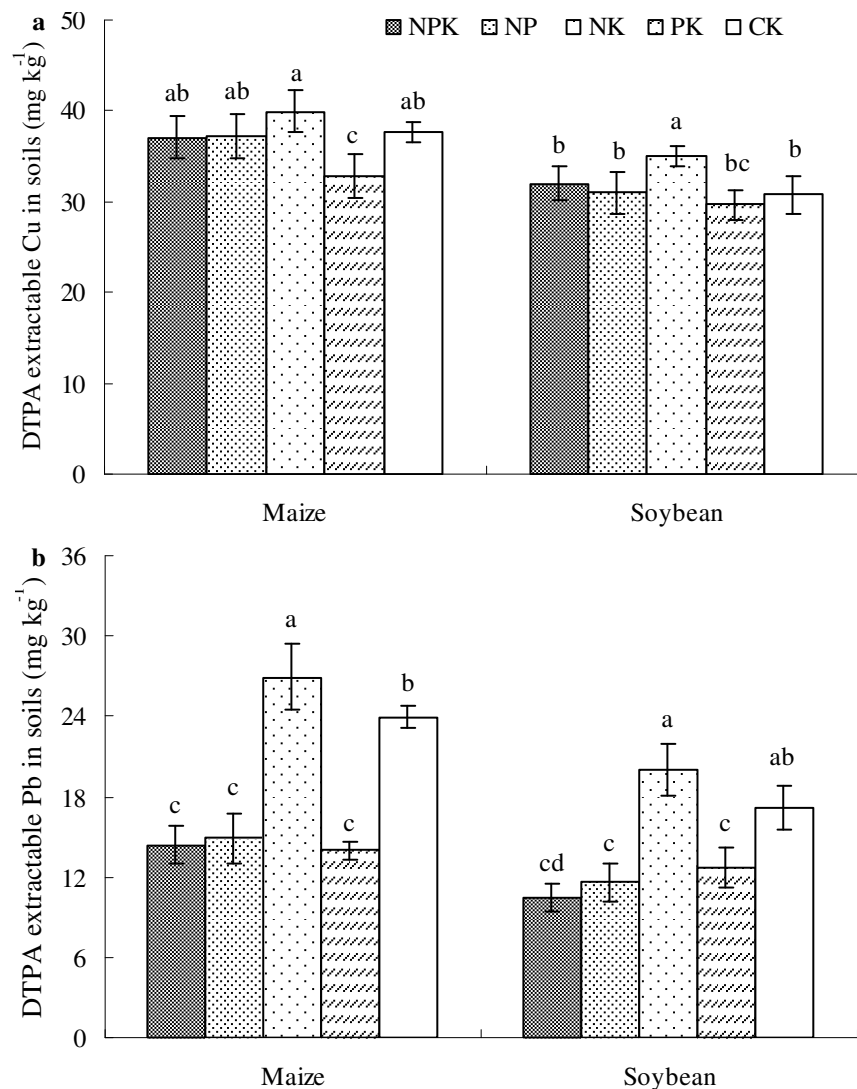 a
NPK NP NK PK CK
DTPA extractable Cu in soils (mg kg-1)
50
40
30
20
10
0
ab ab a c ab
b b a bc b
Maize Soybean
b
DTPA extractable Pb in soils (mg kg-1)
36
30
24
18
12
6
0
c c a c b
cd c a c ab
Maize Soybean